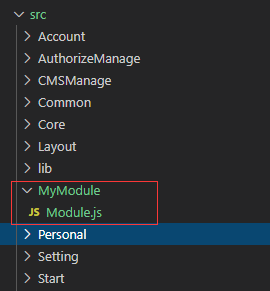 src
Account
AuthorizeManage
CMSManage
Common
Core
Layout
lib
MyModule
JS Module.js
Personal
Setting
Start